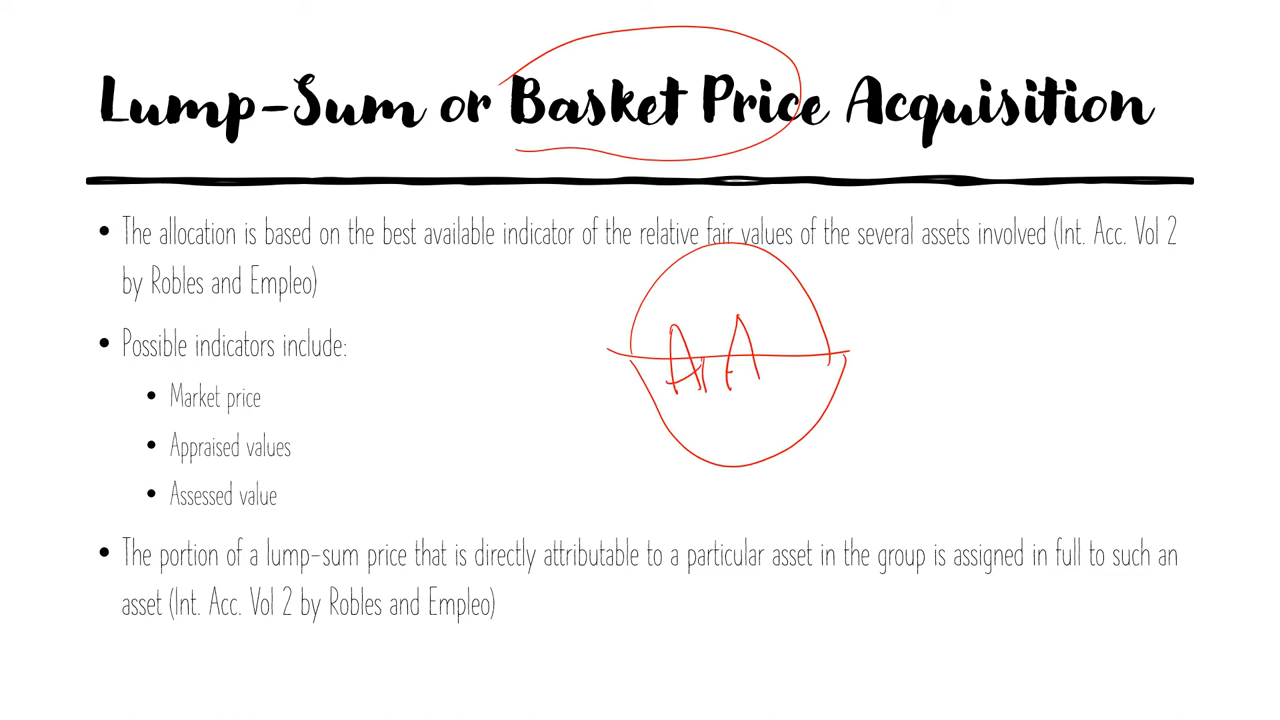 Lump-Sum or Basket Price Acquisition
• The allocation is based on the best available indicator of the relative fair values of the several assets involved (Int. Acc. Vol 2
by Robles and Empleo)
• Possible indicators include:
• Market price
• Appraised values
• Assessed value
• The portion of a lump-sum price that is directly attributable to a particular asset in the group is assigned in full to such an
asset (Int. Acc. Vol 2 by Robles and Empleo)